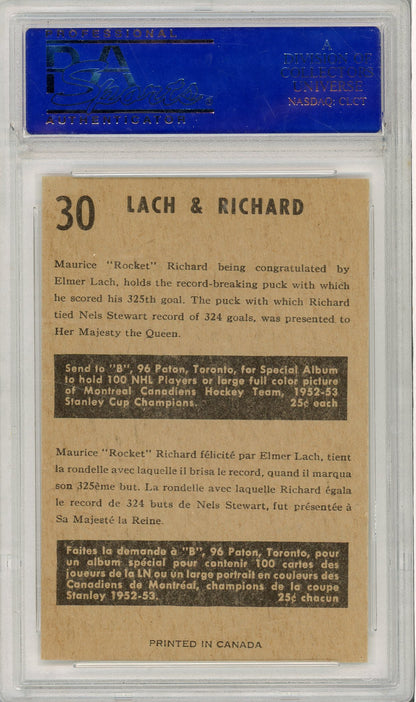 PROFESSIONAL
PSA
Sports
AUTHENTICATOR
A
DIVISION OF
COLLECTORS
UNIVERSE
NASDAQ: CLCT
30 LACH & RICHARD
Maurice "Rocket" Richard being congratulated by
Elmer Lach, holds the record-breaking puck with which
he scored his 325th goal. The puck with which Richard
tied Nels Stewart record of 324 goals, was presented to
Her Majesty the Queen.
Send to "B", 96 Paton, Toronto, for Special Album
to hold 100 NHL Players or large full color picture
of Montreal Canadiens Hockey Team, 1952-53
Stanley Cup Champions. 25¢ each
Maurice "Rocket" Richard félicité par Elmer Lach, tient
la rondelle avec laquelle il brisa le record, quand il marqua
son 325ème but. La rondelle avec laquelle Richard égala
le record de 324 buts de Nels Stewart, fut présentée à
Sa Majesté la Reine.
Faites la demande à "B", 96 Paton, Toronto, pour
un album spécial pour contenir 100 cartes des
joueurs de la LN ou un large portrait en couleurs des
Canadiens de Montréal, champions de la coupe
Stanley 1952-53. 25¢ chacun
PRINTED IN CANADA